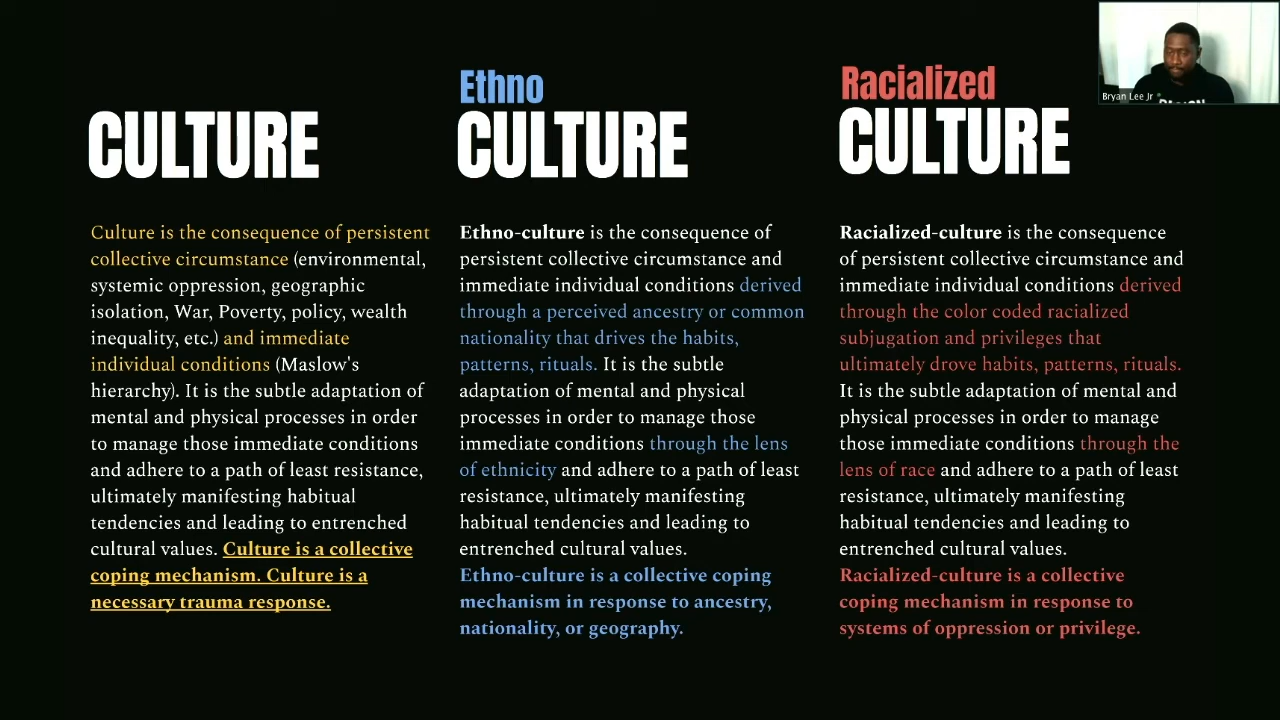 CULTURE
Culture is the consequence of persistent
collective circumstance (environmental,
systemic oppression, geographic
isolation, War, Poverty, policy, wealth
inequality, etc.) and immediate
individual conditions (Maslow's
hierarchy). It is the subtle adaptation of
mental and physical processes in order
to manage those immediate conditions
and adhere to a path of least resistance,
ultimately manifesting habitual
tendencies and leading to entrenched
cultural values. Culture is a collective
coping mechanism. Culture is a
necessary trauma response.
Ethno
CULTURE
Ethno-culture is the consequence of
persistent collective circumstance and
immediate individual conditions derived
through a perceived ancestry or common
nationality that drives the habits,
patterns, rituals. It is the subtle
adaptation of mental and physical
processes in order to manage those
immediate conditions through the lens
of ethnicity and adhere to a path of least
resistance, ultimately manifesting
habitual tendencies and leading to
entrenched cultural values.
Ethno-culture is a collective coping
mechanism in response to ancestry,
nationality, or geography.
Racialized
CULTURE
Racialized-culture is the consequence
of persistent collective circumstance and
immediate individual conditions derived
through the color coded racialized
subjugation and privileges that
ultimately drove habits, patterns, rituals.
It is the subtle adaptation of mental and
physical processes in order to manage
those immediate conditions through the
lens of race and adhere to a path of least
resistance, ultimately manifesting
habitual tendencies and leading to
entrenched cultural values.
Racialized-culture is a collective
coping mechanism in response to
systems of oppression or privilege.
Bryan Lee Jr